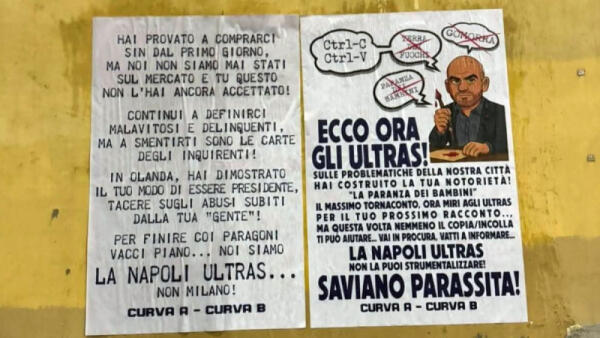 HAI PROVATO A COMPRARCI
SIN DAL PRIMO GIORNO,
MA NOI NON SIAMO MAI STATI
SUL MERCATO E TU QUESTO
NON L'HAI ANCORA ACCETTATO!
CONTINUI A DEFINIRCI
MALAVITOSI E DELINQUENTI,
MA A SMENTIRTI SONO LE CARTE
DEGLI INQUIRENTI!
IN OLANDA, HAI DIMOSTRATO
IL TUO MODO DI ESSERE PRESIDENTE,
TACERE SUGLI ABUSI SUBITI
DALLA TUA "GENTE"!
PER FINIRE COI PARAGONI
VACCI PIANO... NOI SIAMO
LA NAPOLI ULTRAS...
NON MILANO!
CURVA A - CURVA B
Ctrl-C
Ctrl-V
TERRA
DEI
FUOCHI
GOMORRA
PARANZA
DEI
BAMBINI
ECCO ORA
GLI ULTRAS!
SULLE PROBLEMATICHE DELLA NOSTRA CITTÀ
HAI COSTRUITO LA TUA NOTORIETÀ!
"LA PARANZA DEI BAMBINI"
IL MASSIMO TORNACONTO, ORA MIRI AGLI ULTRAS
PER IL TUO PROSSIMO RACCONTO...
MA QUESTA VOLTA NEMMENO IL COPIA/INCOLLA
TI PUÒ AIUTARE... VAI IN PROCURA, VATTI A INFORMARE...
LA NAPOLI ULTRAS
NON LA PUOI STRUMENTALIZZARE!
SAVIANO PARASSITA!
CURVA A - CURVA B